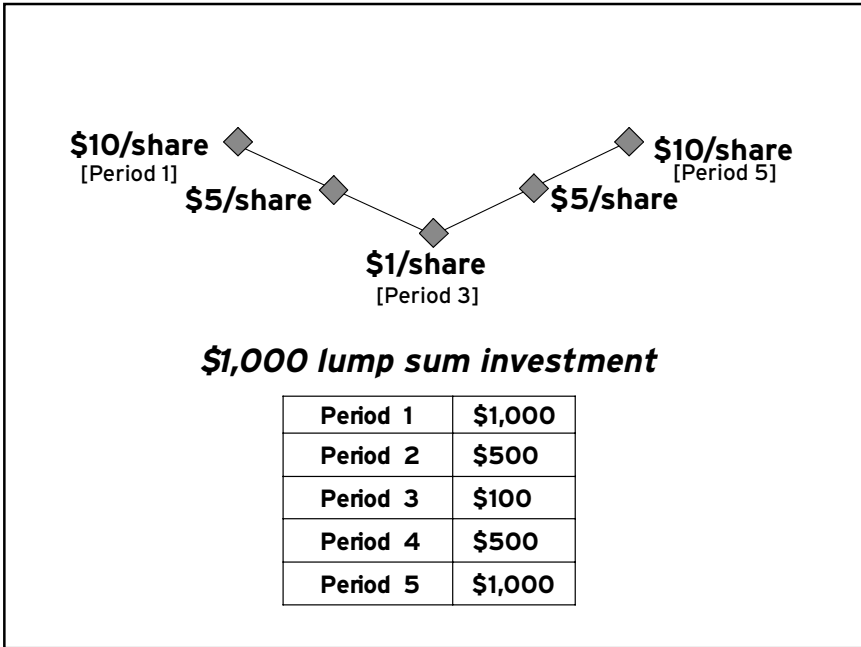 $10/share
[Period 1]
$5/share
$1/share
[Period 3]
$5/share
$10/share
[Period 5]
$1,000 lump sum investment
Period 1 $1,000
Period 2 $500
Period 3 $100
Period 4 $500
Period 5 $1,000